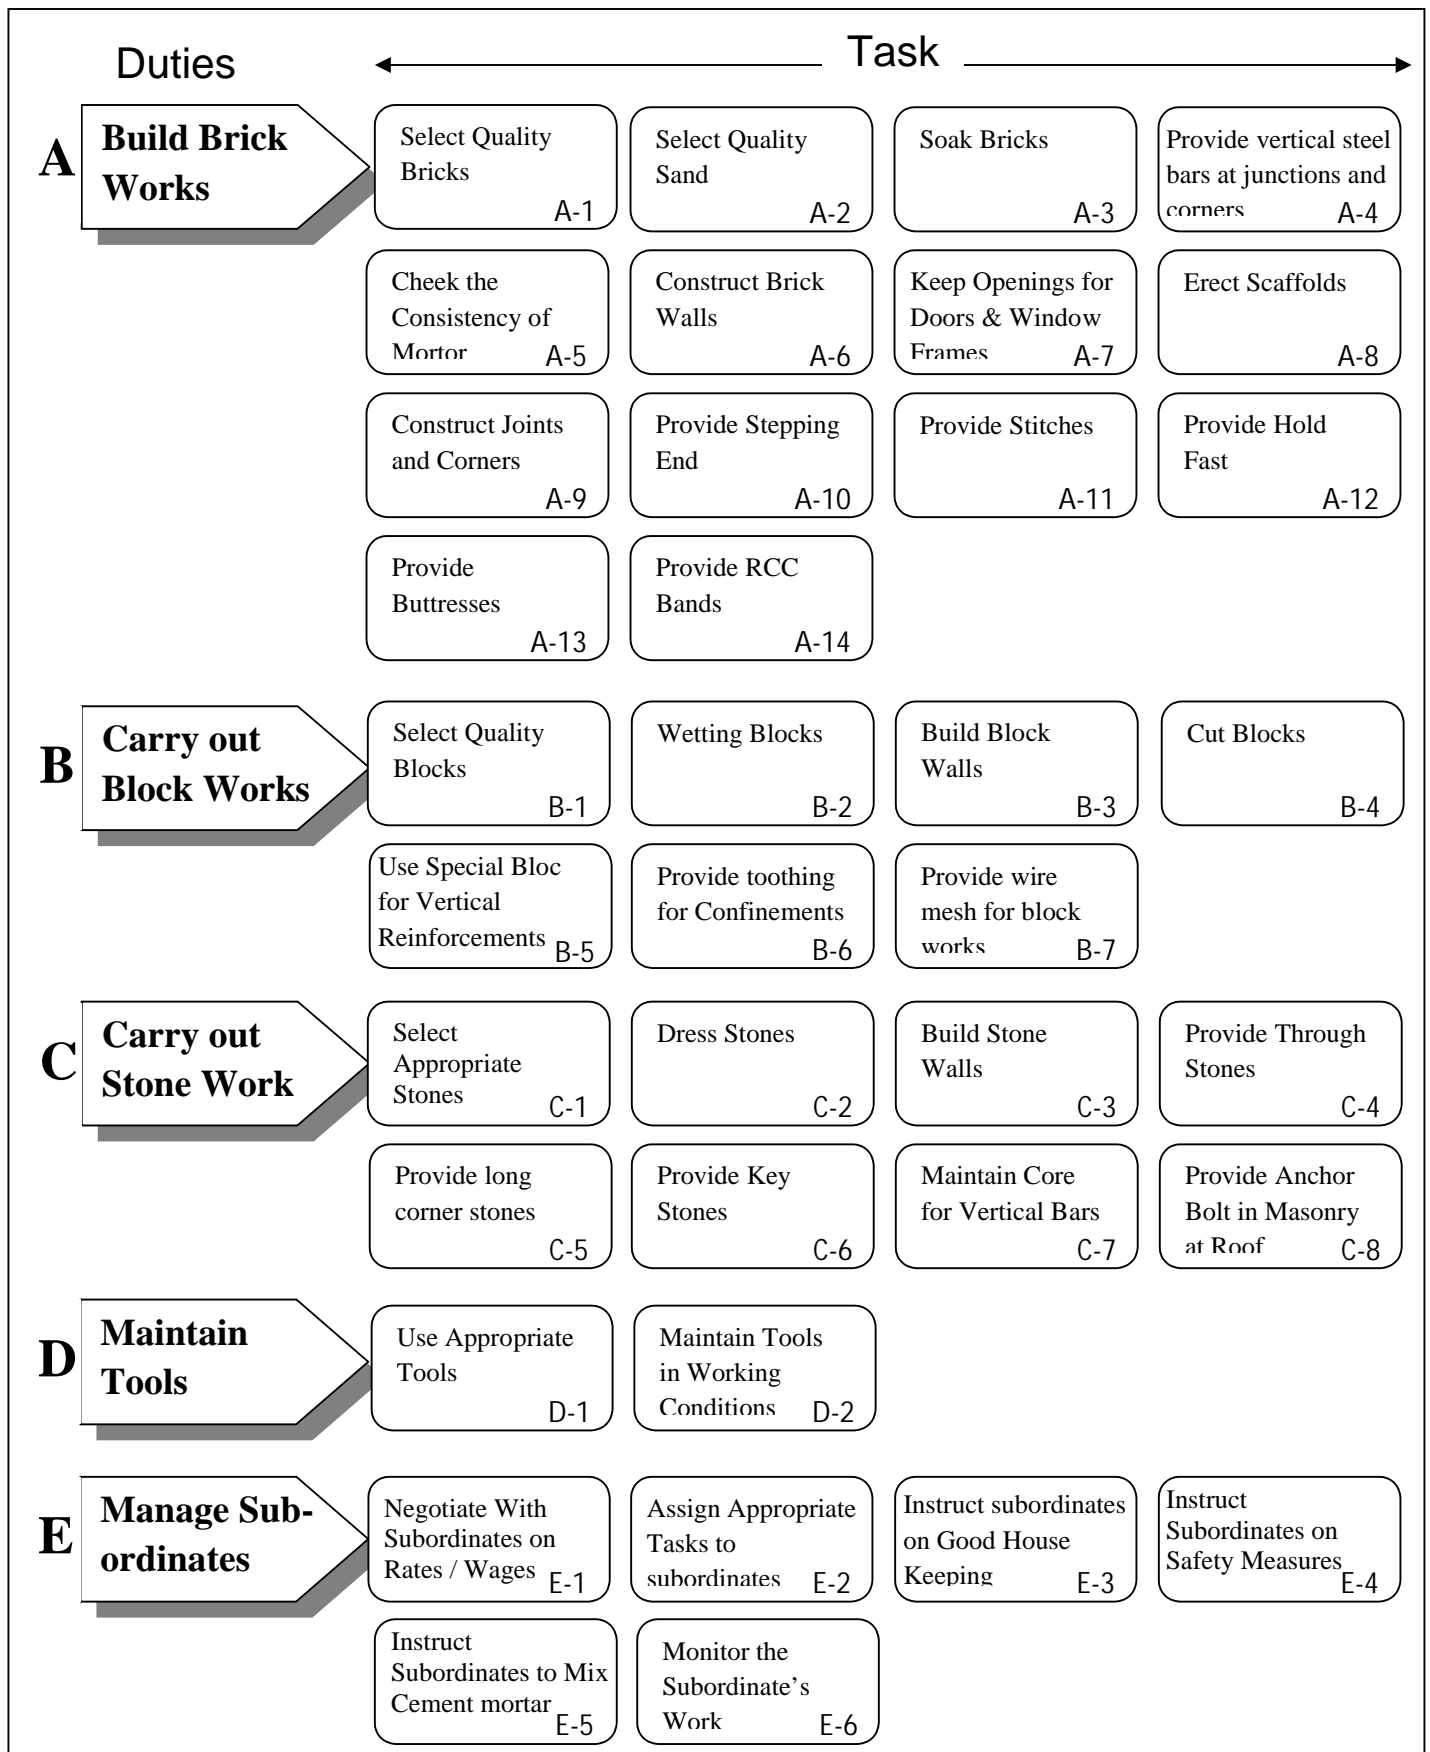 Duties
Task
A
Build Brick
Works
Select Quality
Bricks
A-1
Select Quality
Sand
A-2
Soak Bricks
A-3
Provide vertical steel
bars at junctions and
corners
A-4
Cheek the
Consistency of
Mortor
A-5
Construct Brick
Walls
A-6
Keep Openings for
Doors & Window
Frames
A-7
Erect Scaffolds
A-8
Construct Joints
and Corners
A-9
Provide Stepping
End
A-10
Provide Stitches
A-11
Provide Hold
Fast
A-12
Provide
Buttresses
A-13
Provide RCC
Bands
A-14
B
Carry out
Block Works
Select Quality
Blocks
B-1
Wetting Blocks
B-2
Build Block
Walls
B-3
Cut Blocks
B-4
Use Special Bloc
for Vertical
Reinforcements
B-5
Provide toothing
for Confinements
B-6
Provide wire
mesh for block
works
B-7
C
Carry out
Stone Work
Select
Appropriate
Stones
C-1
Dress Stones
C-2
Build Stone
Walls
C-3
Provide Through
Stones
C-4
Provide long
corner stones
C-5
Provide Key
Stones
C-6
Maintain Core
for Vertical Bars
C-7
Provide Anchor
Bolt in Masonry
at Roof
C-8
D
Maintain
Tools
Use Appropriate
Tools
D-1
Maintain Tools
in Working
Conditions
D-2
E
Manage Sub-
ordinates
Negotiate With
Subordinates on
Rates / Wages
E-1
Assign Appropriate
Tasks to
subordinates
E-2
Instruct subordinates
on Good House
Keeping
E-3
Instruct
Subordinates on
Safety Measures
E-4
Instruct
Subordinates to Mix
Cement mortar
E-5
Monitor the
Subordinate's
Work
E-6